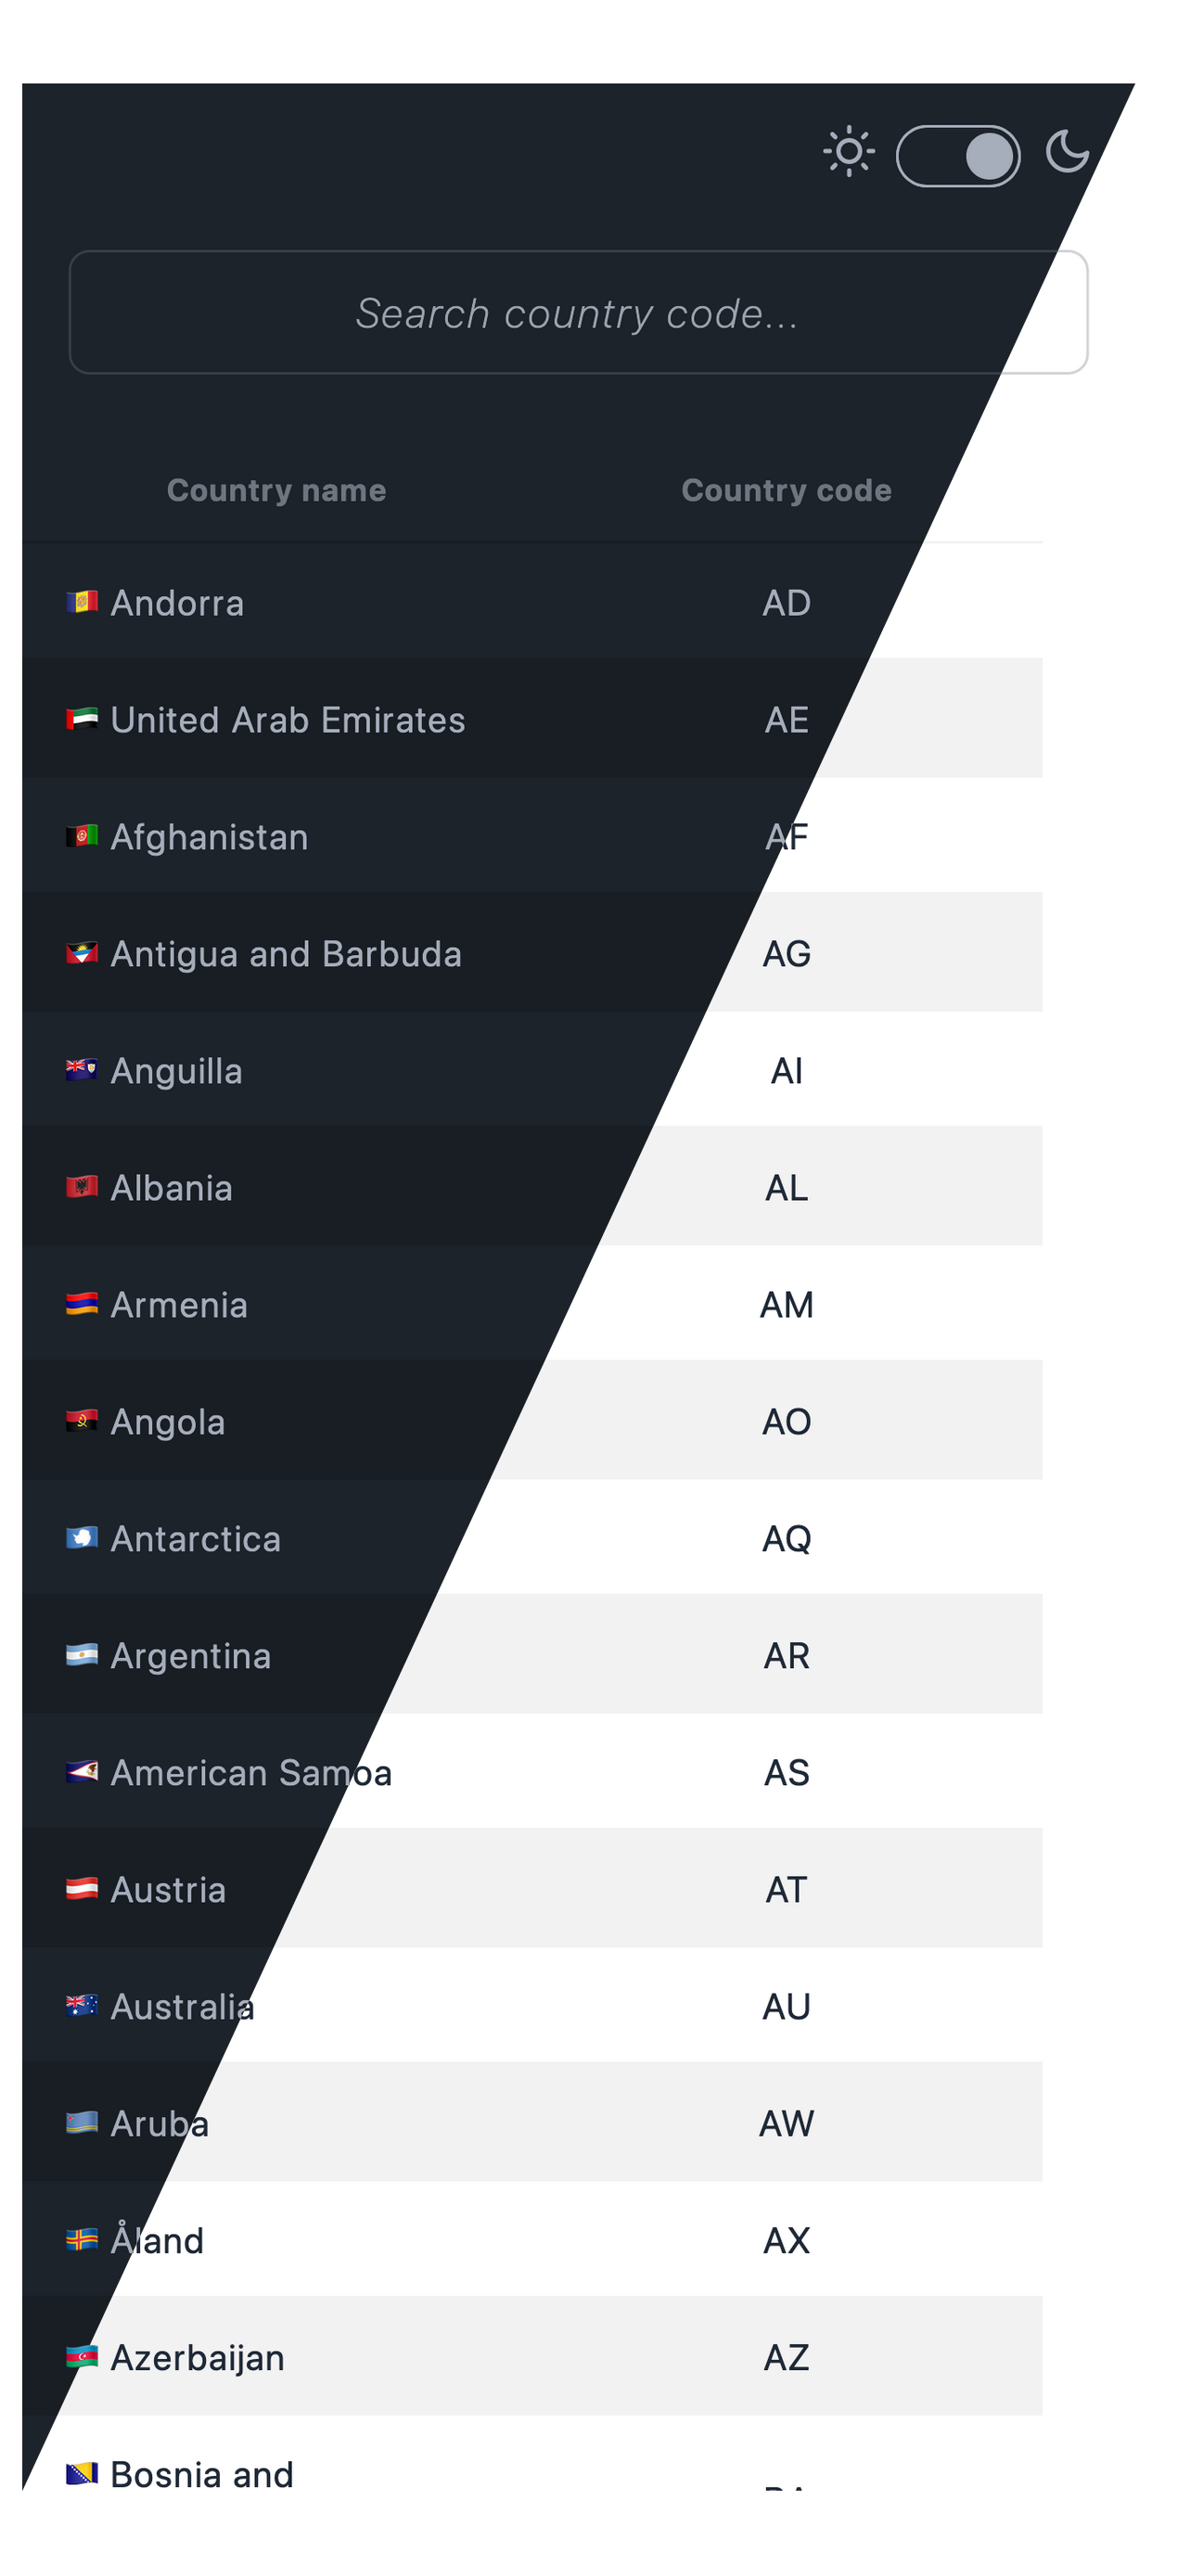 Search country code...
Country name Country code
Andorra AD
United Arab Emirates AE
Afghanistan AF
Antigua and Barbuda AG
Anguilla AI
Albania AL
Armenia AM
Angola AO
Antarctica AQ
Argentina AR
American Samoa AS
Austria AT
Australia AU
Aruba AW
Åland AX
Azerbaijan AZ
Bosnia and